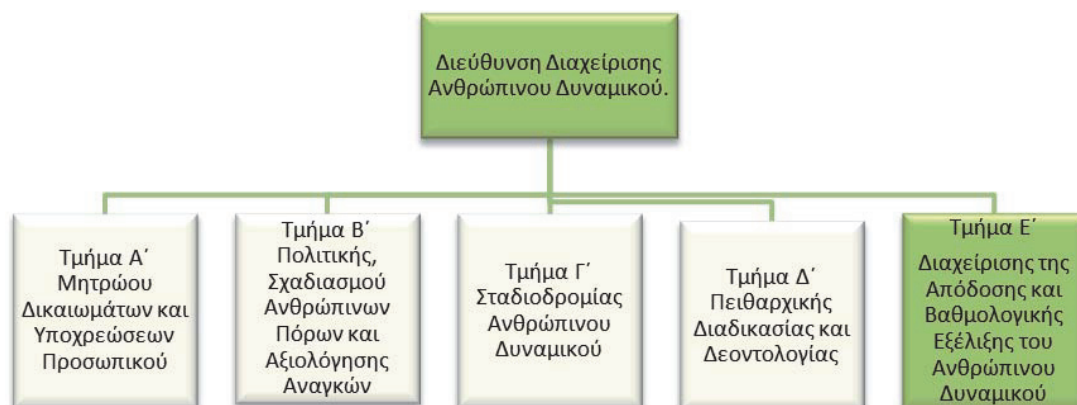 Διεύθυνση Διαχείρισης
Ανθρώπινου Δυναμικού.
Τμήμα Α΄
Μητρώου
Δικαιωμάτων και
Υποχρεώσεων
Προσωπικού
Τμήμα Β΄
Πολιτικής,
Σχαδιασμού
Ανθρώπινων
Πόρων και
Αξιολόγησης
Αναγκών
Τμήμα Γ΄
Σταδιοδρομίας
Ανθρώπινου
Δυναμικού
Τμήμα Δ΄
Πειθαρχικής
Διαδικασίας και
Δεοντολογίας
Τμήμα Ε΄
Διαχείρισης της
Απόδοσης και
Βαθμολογικής
Εξέλιξης του
Ανθρώπινου
Δυναμικού